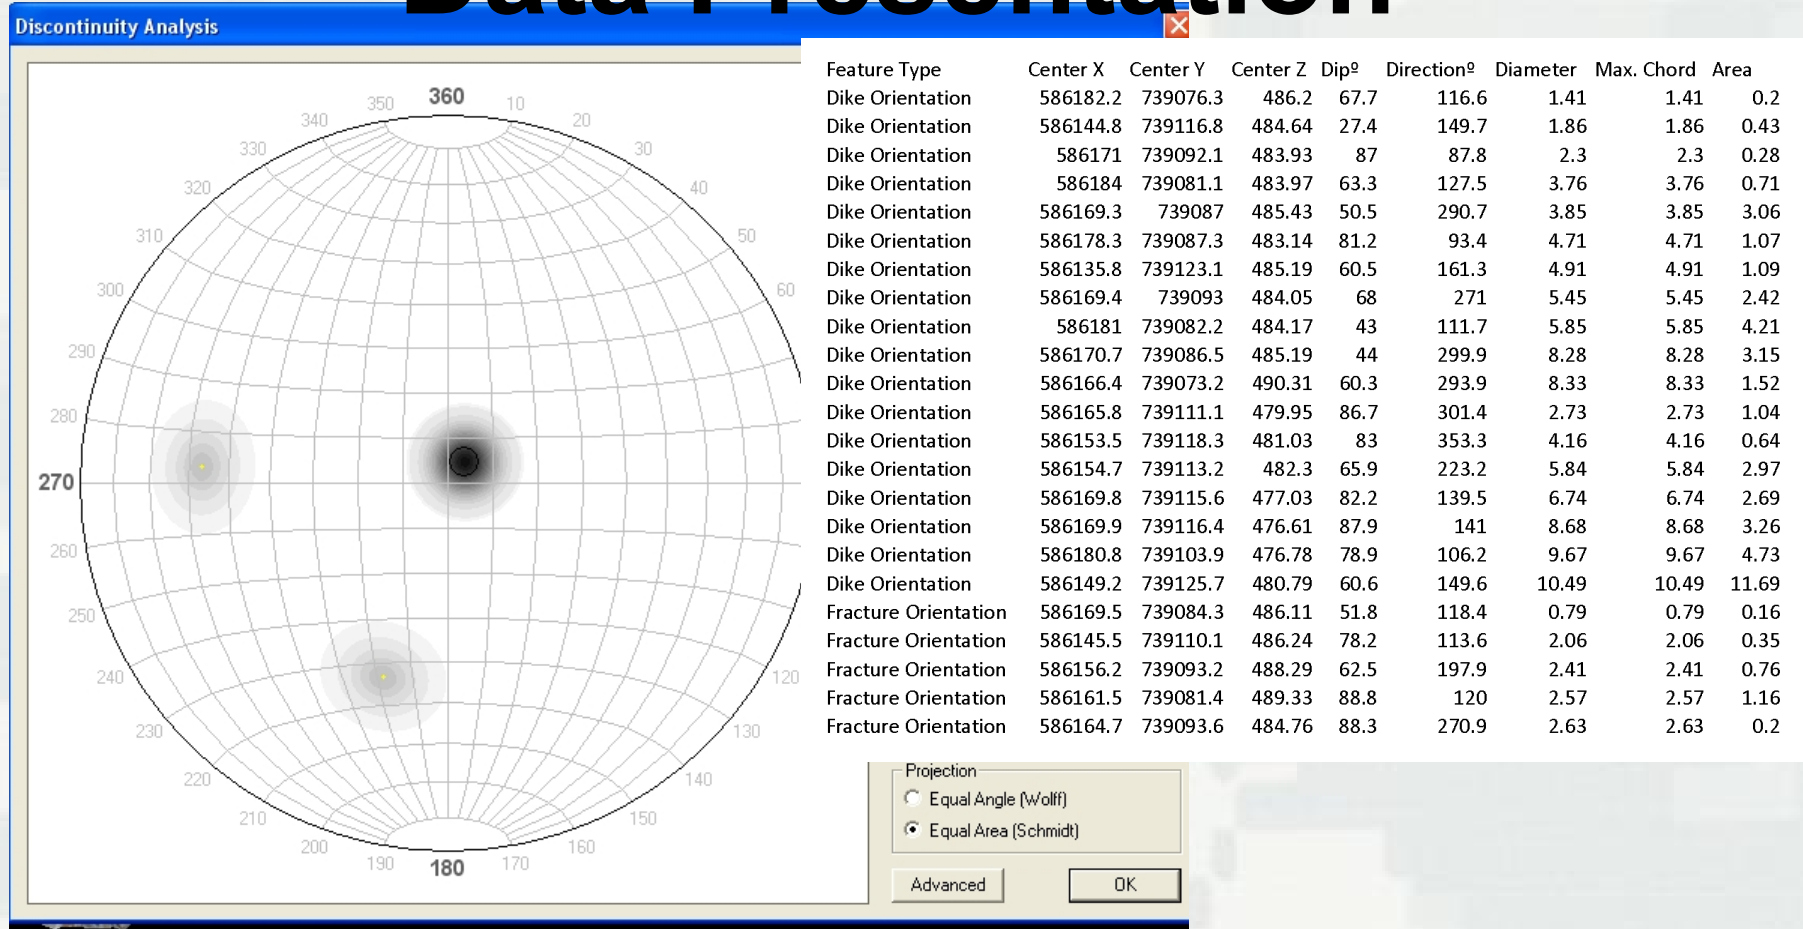 Data Presentation
Discontinuity Analysis
360
350
10
340
20
330
30
320
40
310
50
300
60
290
280
270
260
250
240
120
230
130
220
140
210
150
200
160
190
170
180
Feature Type Center X Center Y Center Z Dipº Directionº Diameter Max. Chord Area
Dike Orientation 586182.2 739076.3 486.2 67.7 116.6 1.41 1.41 0.2
Dike Orientation 586144.8 739116.8 484.64 27.4 149.7 1.86 1.86 0.43
Dike Orientation 586171 739092.1 483.93 87 87.8 2.3 2.3 0.28
Dike Orientation 586184 739081.1 483.97 63.3 127.5 3.76 3.76 0.71
Dike Orientation 586169.3 739087 485.43 50.5 290.7 3.85 3.85 3.06
Dike Orientation 586178.3 739087.3 483.14 81.2 93.4 4.71 4.71 1.07
Dike Orientation 586135.8 739123.1 485.19 60.5 161.3 4.91 4.91 1.09
Dike Orientation 586169.4 739093 484.05 68 271 5.45 5.45 2.42
Dike Orientation 586181 739082.2 484.17 43 111.7 5.85 5.85 4.21
Dike Orientation 586170.7 739086.5 485.19 44 299.9 8.28 8.28 3.15
Dike Orientation 586166.4 739073.2 490.31 60.3 293.9 8.33 8.33 1.52
Dike Orientation 586165.8 739111.1 479.95 86.7 301.4 2.73 2.73 1.04
Dike Orientation 586153.5 739118.3 481.03 83 353.3 4.16 4.16 0.64
Dike Orientation 586154.7 739113.2 482.3 65.9 223.2 5.84 5.84 2.97
Dike Orientation 586169.8 739115.6 477.03 82.2 139.5 6.74 6.74 2.69
Dike Orientation 586169.9 739116.4 476.61 87.9 141 8.68 8.68 3.26
Dike Orientation 586180.8 739103.9 476.78 78.9 106.2 9.67 9.67 4.73
Dike Orientation 586149.2 739125.7 480.79 60.6 149.6 10.49 10.49 11.69
Fracture Orientation 586169.5 739084.3 486.11 51.8 118.4 0.79 0.79 0.16
Fracture Orientation 586145.5 739110.1 486.24 78.2 113.6 2.06 2.06 0.35
Fracture Orientation 586156.2 739093.2 488.29 62.5 197.9 2.41 2.41 0.76
Fracture Orientation 586161.5 739081.4 489.33 88.8 120 2.57 2.57 1.16
Fracture Orientation 586164.7 739093.6 484.76 88.3 270.9 2.63 2.63 0.2
Projection
Equal Angle (Wolff)
Equal Area (Schmidt)
Advanced OK